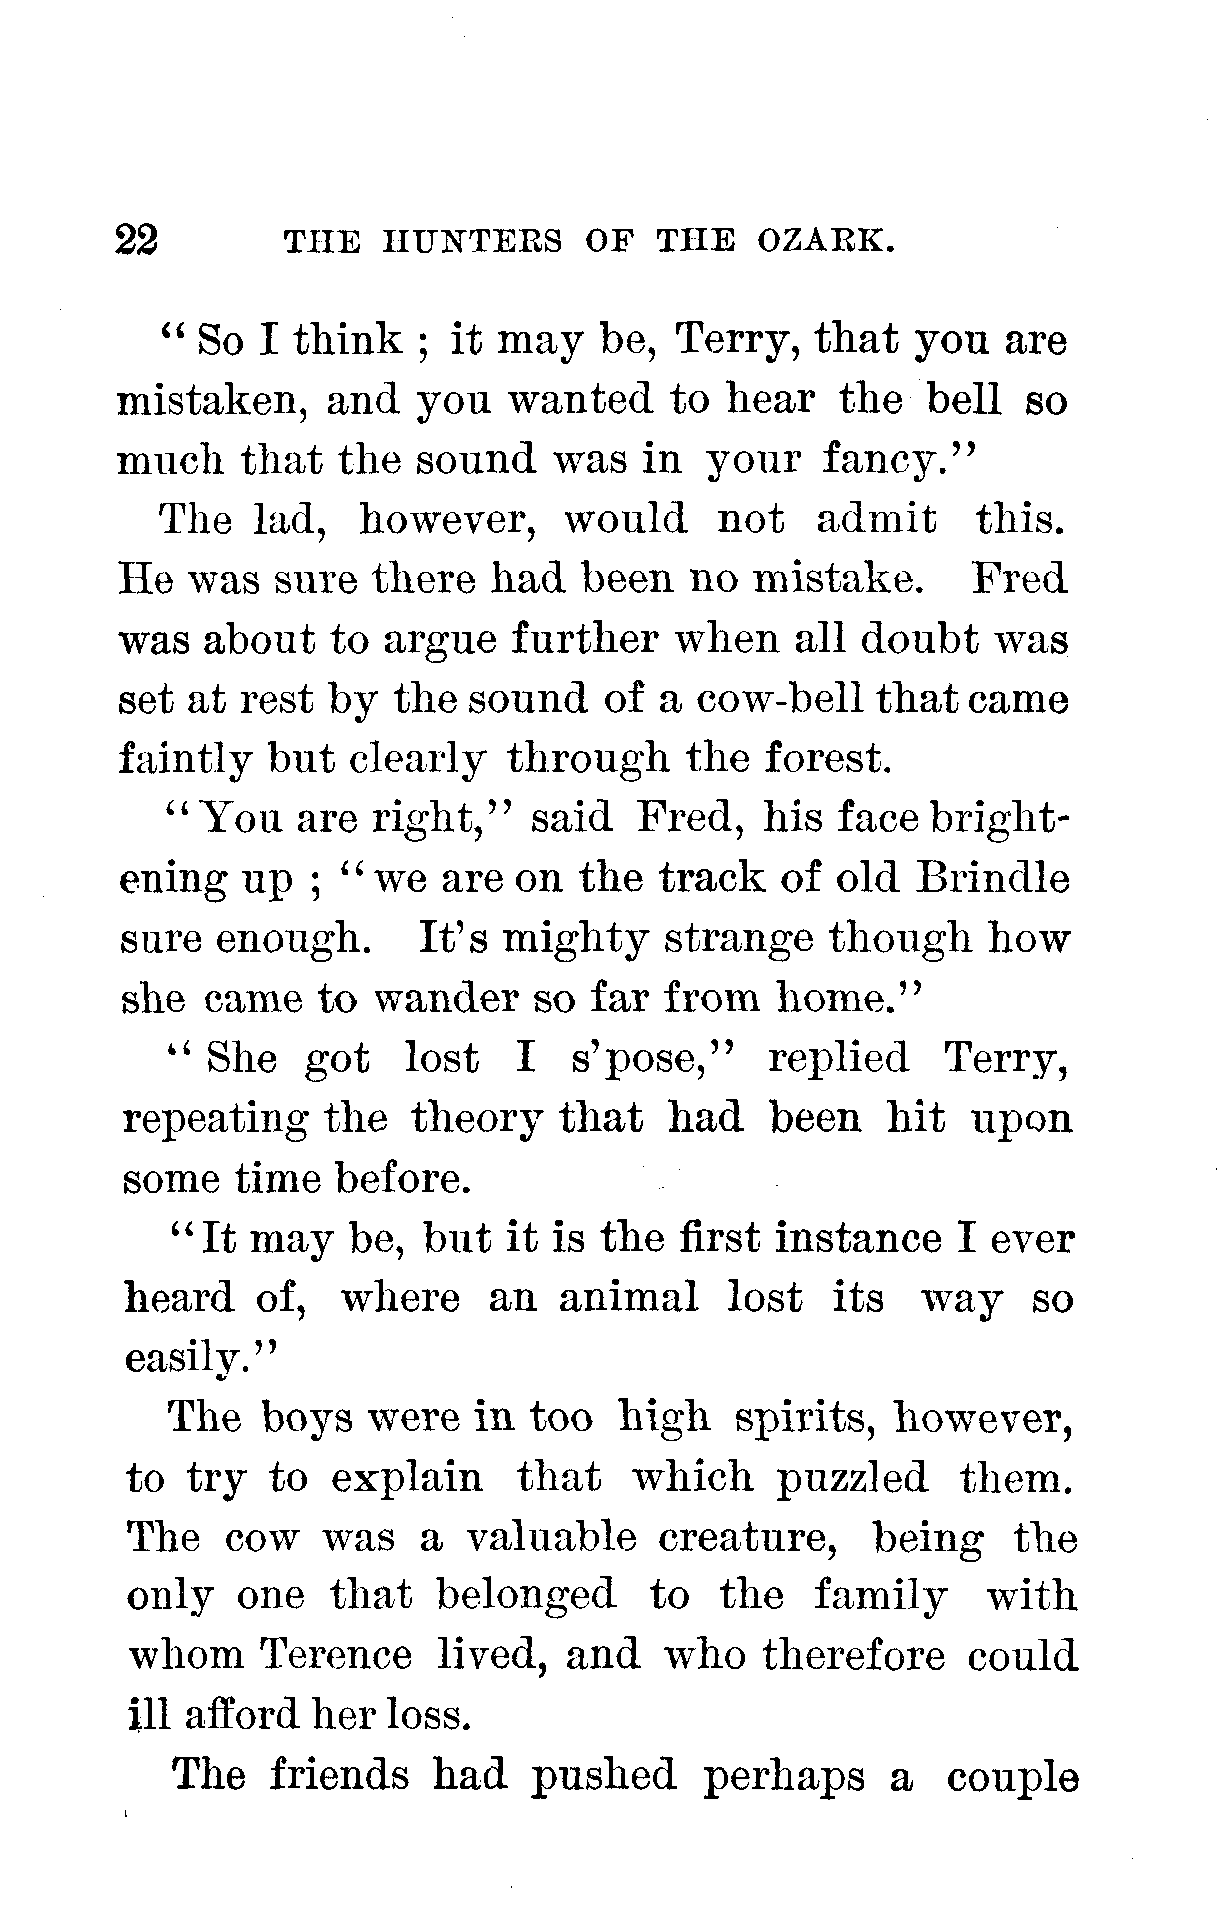 22 THE HUNTERS OF THE OZARK.
“ So I think ; it may be, Terry, that you are
mistaken, and you wanted to hear the bell so
much that the sound was in your fancy.”
The lad, however, would not admit this.
He was sure there had been no mistake. Fred
was about to argue further when all doubt was
set at rest by the sound of a cow-bell that came
faintly but clearly through the forest.
“ You are right,” said Fred, his face bright-
ening up ; “ we are on the track of old Brindle
sure enough. It’s mighty strange though how
she came to wander so far from home.”
“ She got lost I s’pose,” replied Terry,
repeating the theory that had been hit upon
some time before.
“ It may be, but it is the first instance I ever
heard of, where an animal lost its way so
easily.”
The boys were in too high spirits, however,
to try to explain that which puzzled them.
The cow was a valuable creature, being the
only one that belonged to the family with
whom Terence lived, and who therefore could
ill afford her loss.
The friends had pushed perhaps a couple